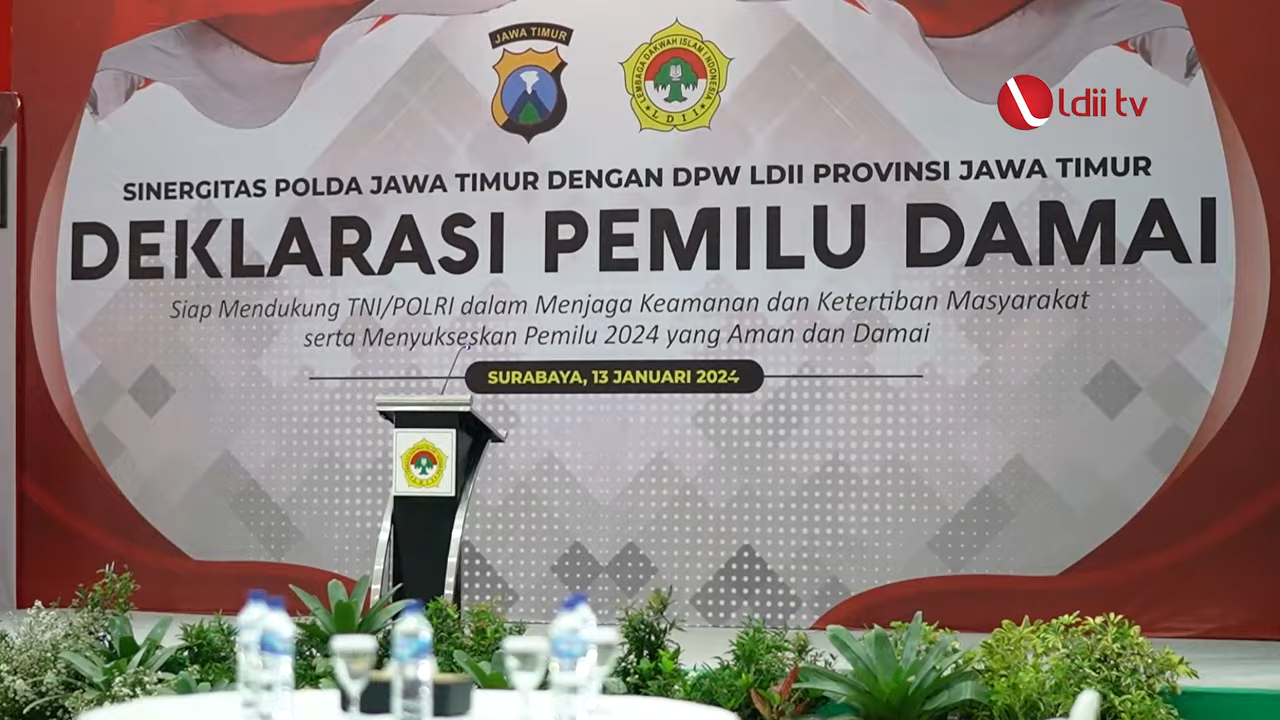 JAWA TIMUR
LEMBAGA DAKWAH ISLAM INDONESIA
LDII
ldii tv
SINERGITAS POLDA JAWA TIMUR DENGAN DPW LDII PROVINSI JAWA TIMUR
DEKLARASI PEMILU DAMAI
Siap Mendukung TNI/POLRI dalam Menjaga Keamanan dan Ketertiban Masyarakat
serta Menyukseskan Pemilu 2024 yang Aman dan Damai
SURABAYA, 13 JANUARI 2024